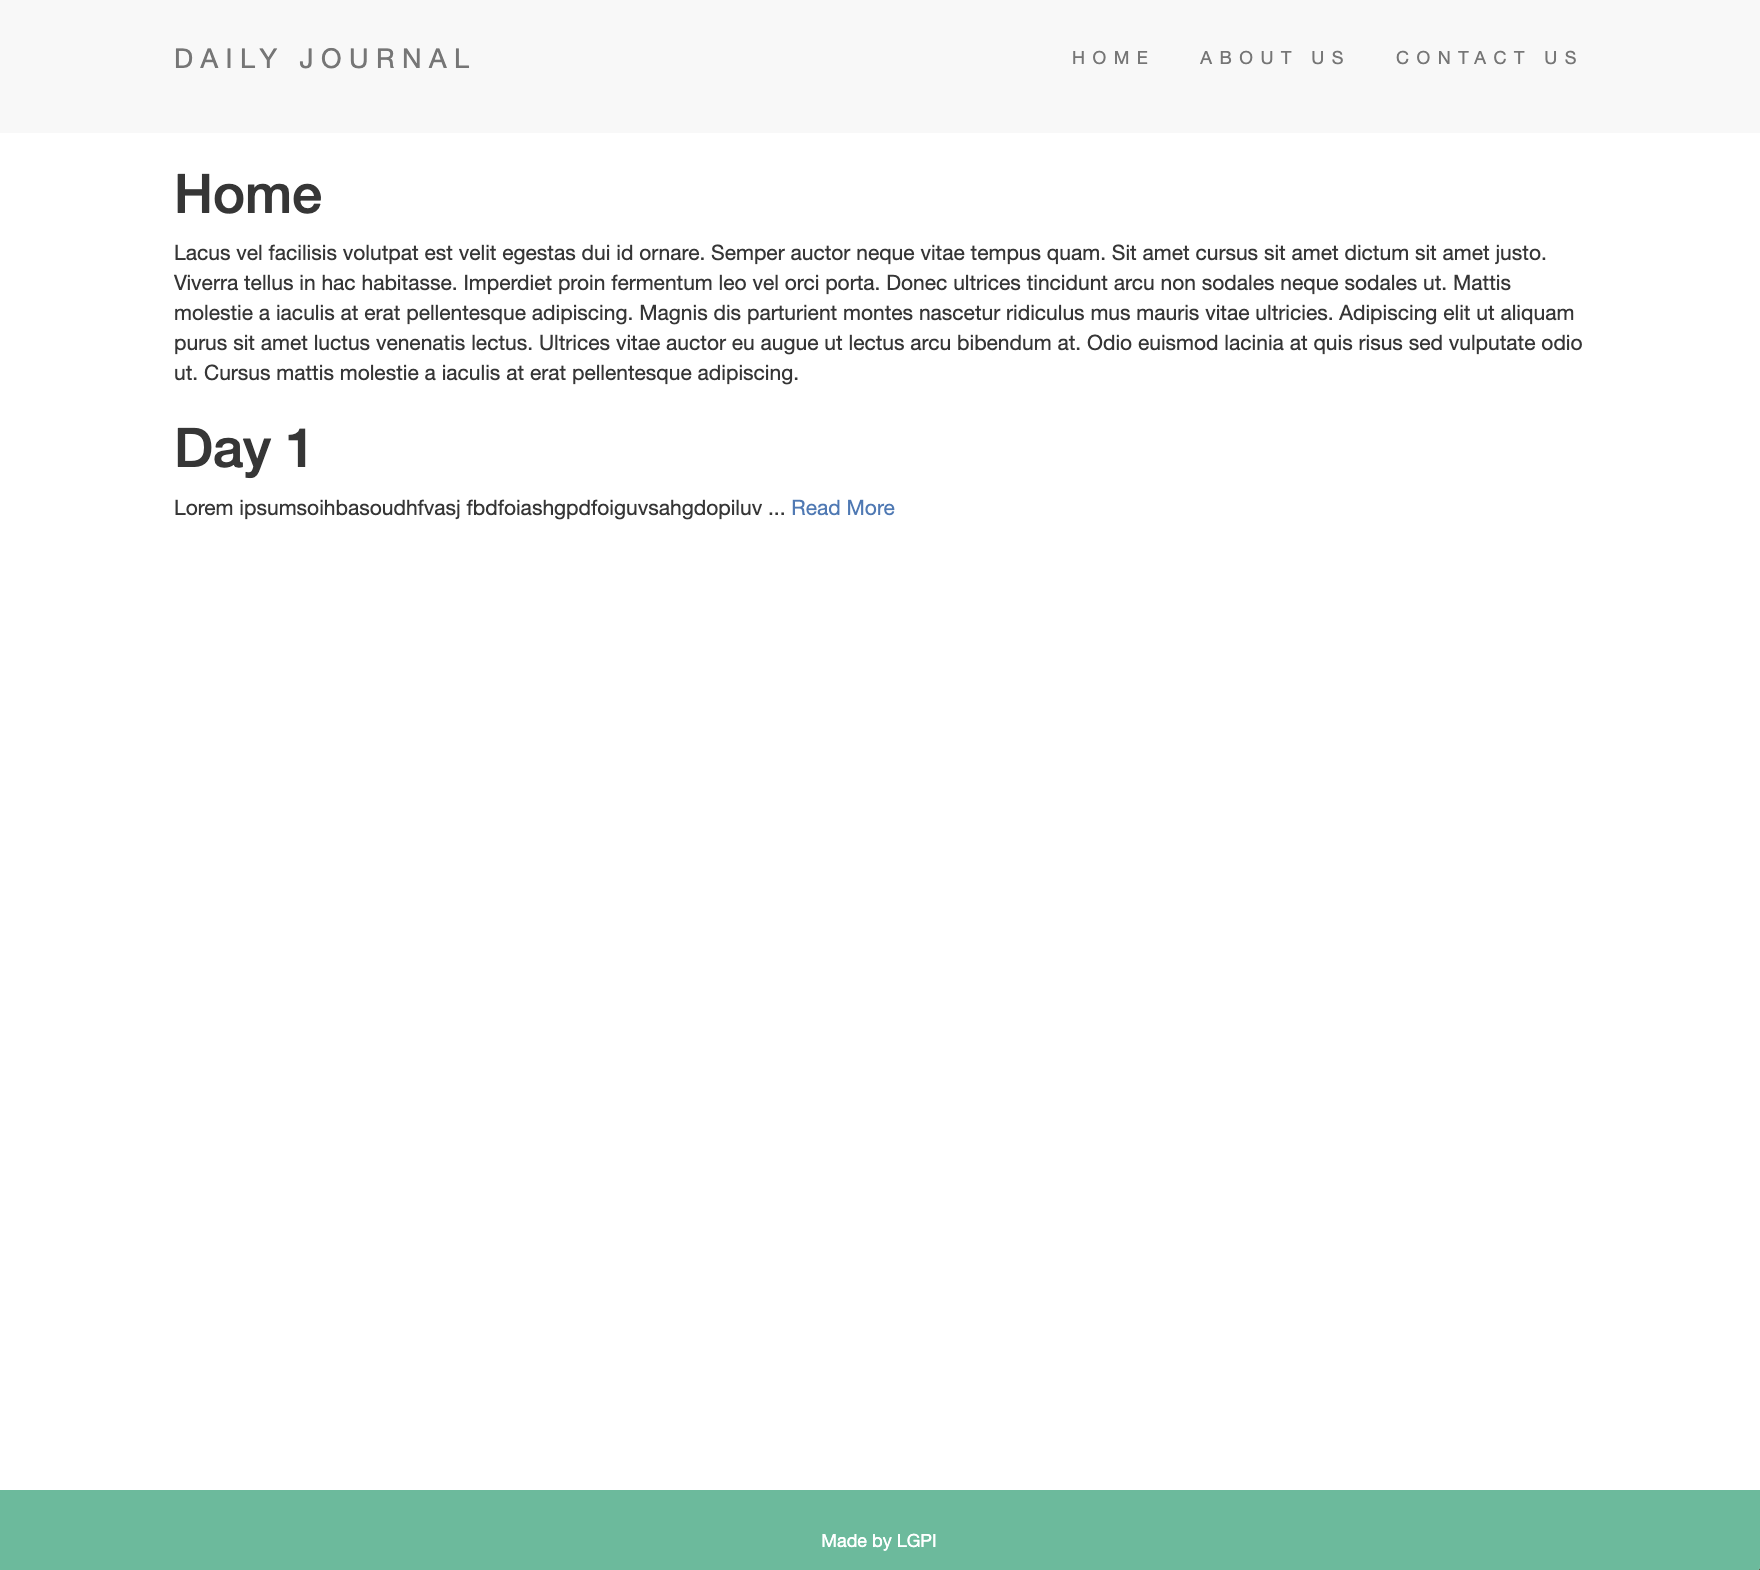 DAILY JOURNAL
HOME ABOUT US CONTACT US
Home
Lacus vel facilisis volutpat est velit egestas dui id ornare. Semper auctor neque vitae tempus quam. Sit amet cursus sit amet dictum sit amet justo.
Viverra tellus in hac habitasse. Imperdiet proin fermentum leo vel orci porta. Donec ultrices tincidunt arcu non sodales neque sodales ut. Mattis
molestie a iaculis at erat pellentesque adipiscing. Magnis dis parturient montes nascetur ridiculus mus mauris vitae ultricies. Adipiscing elit ut aliquam
purus sit amet luctus venenatis lectus. Ultrices vitae auctor eu augue ut lectus arcu bibendum at. Odio euismod lacinia at quis risus sed vulputate odio
ut. Cursus mattis molestie a iaculis at erat pellentesque adipiscing.
Day 1
Lorem ipsumsoihbasoudhfvasj fbdfoiashgpdfoiguvsahgdopiluv ... Read More
Made by LGPI